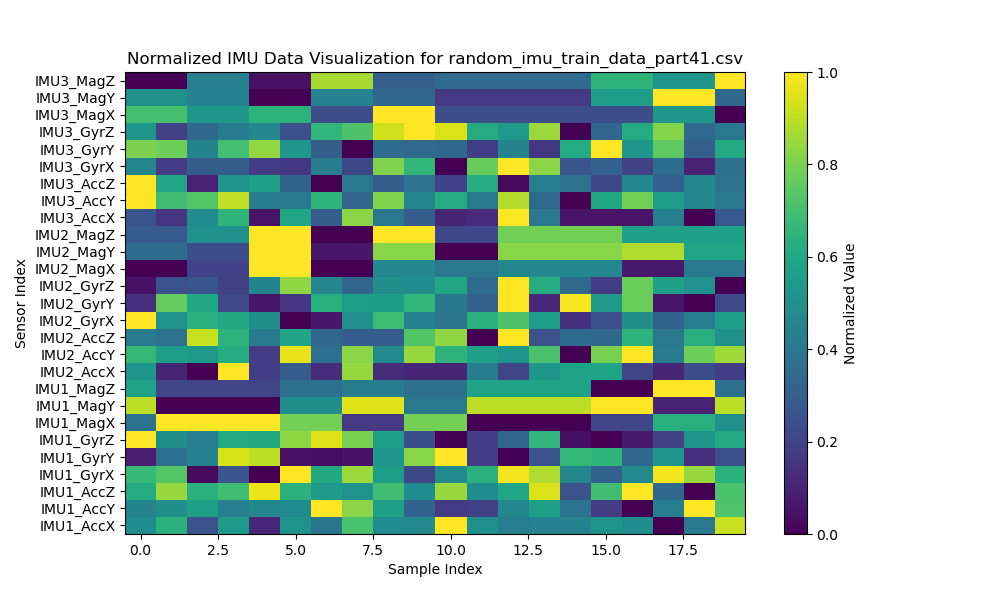 Normalized IMU Data Visualization for random_imu_train_data_part41.csv
IMU3_MagZ
IMU3_MagY
IMU3_MagX
IMU3_GyrZ
IMU3_GyrY
IMU3_GyrX
IMU3_AccZ
IMU3_AccY
IMU3_AccX
IMU2_MagZ
IMU2_MagY
IMU2_MagX
IMU2_GyrZ
IMU2_GyrY
IMU2_GyrX
IMU2_AccZ
IMU2_AccY
IMU2_AccX
IMU1_MagZ
IMU1_MagY
IMU1_MagX
IMU1_GyrZ
IMU1_GyrY
IMU1_GyrX
IMU1_AccZ
IMU1_AccY
IMU1_AccX
Sensor Index
0.0 2.5 5.0 7.5 10.0 12.5 15.0 17.5
Sample Index
1.0
0.8
0.6
0.4
0.2
0.0
Normalized Value